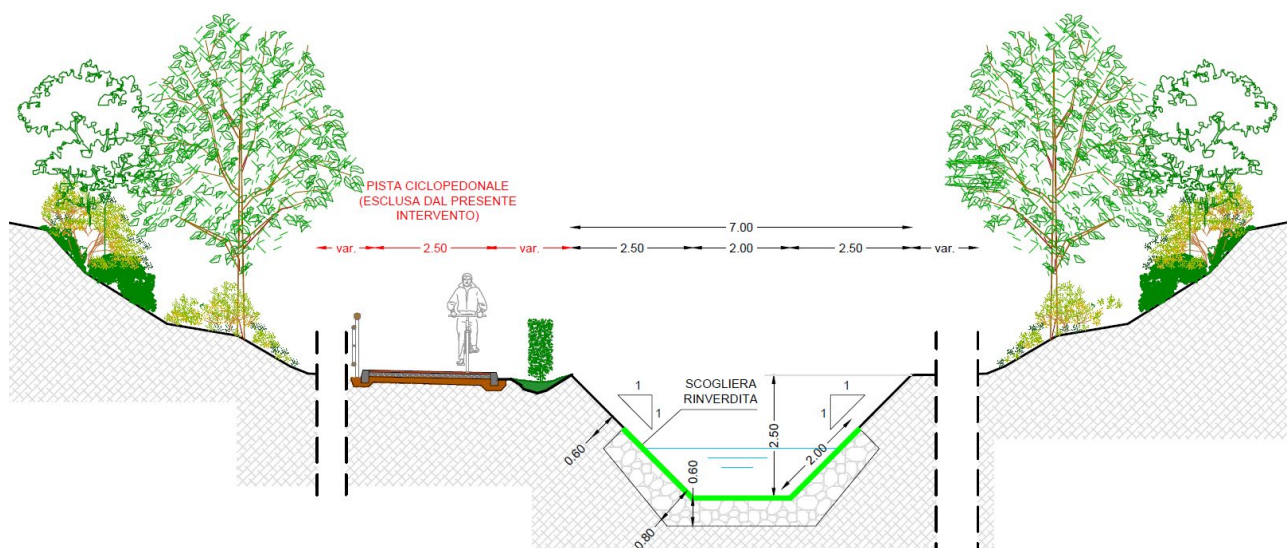 PISTA CICLOPEDONALE
(ESCLUSA DAL PRESENTE
INTERVENTO)
7.00
var.
2.50
var.
2.50
2.00
2.50
var.
1
1
SCOGLIERA
RINVERDITA
1
1
2.50
0.60
2.00
0.60
0.80